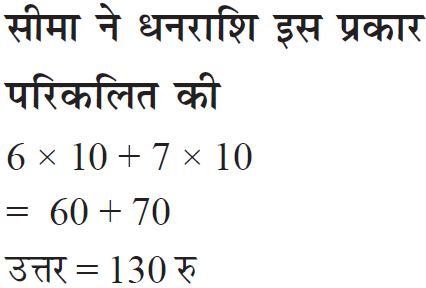 सीमा ने धनराशि इस प्रकार
परिकलित की
6 × 10 + 7 × 10
= 60 + 70
उत्तर = 130 रु